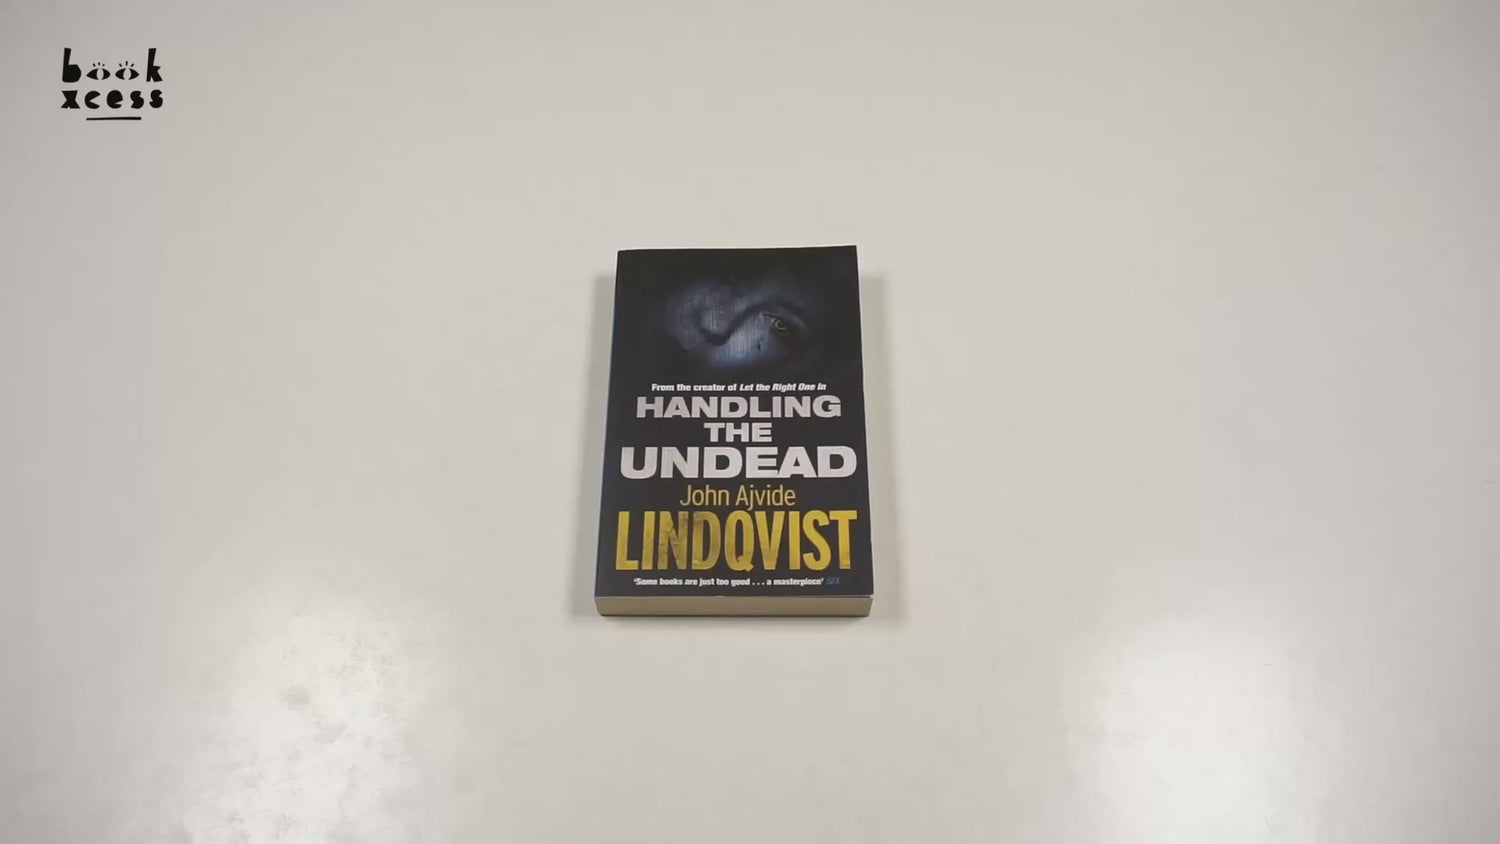 book
xcess
From the creator of Let the Right One In
HANDLING
THE
UNDEAD
John Ajvide
LINDQVIST
'Some books are just too good . . . a masterpiece' SFX